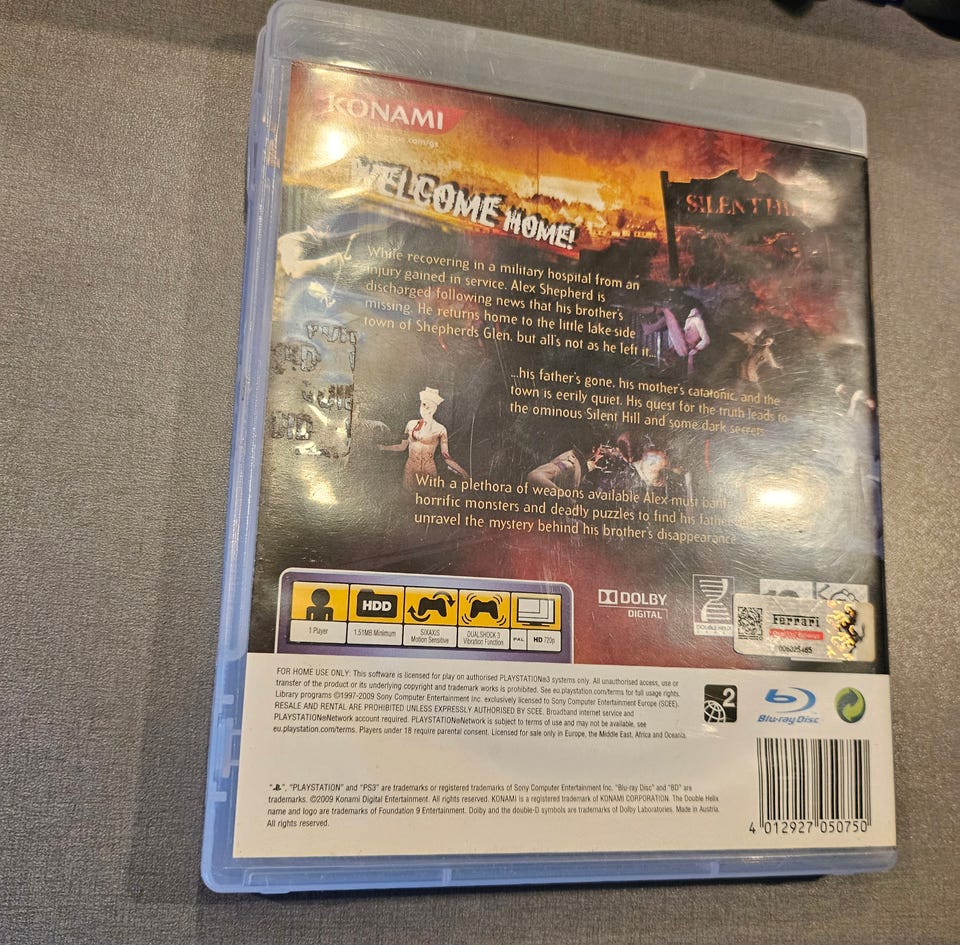 KONAMI
WELCOME HOME!
SILENT HILL
While recovering in a military hospital from an
injury gained in service. Alex Shepherd is
discharged following news that his brother's
missing. He returns home to the little lake-side
town of Shepherds Glen, but all's not as he left it...
...his father's gone, his mother's catatonic, and the
town is eerily quiet. His quest for the truth leads to
the ominous Silent Hill and some dark secrets
With a plethora of weapons available Alex must
horrific monsters and deadly puzzles to find his father
unravel the mystery behind his brother's disappearance
1 Player
HDD
1.51MB Minimum
SIXAXIS
Motion Sensitive
DUALSHOCK 3
Vibration Function
PAL
HD 720p
DOLBY
DIGITAL
DOUBLE HELIX
Ferrari
006025485
FOR HOME USE ONLY: This software is licensed for play on authorised PLAYSTATION®3 systems only. All unauthorised access, use or
transfer of the product or its underlying copyright and trademark works is prohibited. See eu.playstation.com/terms for full usage rights.
Library programs ©1997-2009 Sony Computer Entertainment Inc. exclusively licensed to Sony Computer Entertainment Europe (SCEE).
RESALE AND RENTAL ARE PROHIBITED UNLESS EXPRESSLY AUTHORISED BY SCEE. Broadband internet service and
PLAYSTATION®Network account required. PLAYSTATION®Network is subject to terms of use and may not be available, see
eu.playstation.com/terms. Players under 18 require parental consent. Licensed for sale only in Europe, the Middle East, Africa and Oceania.
2
Blu-ray Disc
"PLAYSTATION" and "PS3" are trademarks or registered trademarks of Sony Computer Entertainment Inc. "Blu-ray Disc" and "BD" are
trademarks. ©2009 Konami Digital Entertainment. All rights reserved. KONAMI is a registered trademark of KONAMI CORPORATION. The Double Helix
name and logo are trademarks of Foundation 9 Entertainment. Dolby and the double-D symbols are trademarks of Dolby Laboratories. Made in Austria.
All rights reserved.
4 012927 050750